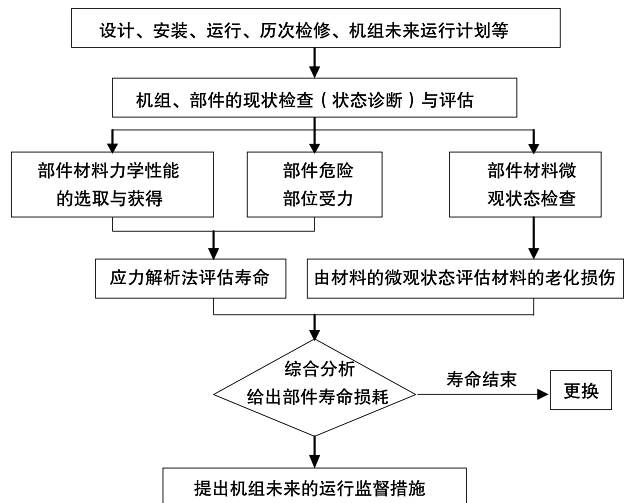 设计、安装、运行、历次检修、机组未来运行计划等
机组、部件的现状检查（状态诊断）与评估
部件材料力学性能
的选取与获得
部件危险
部位受力
部件材料微
观状态检查
应力解析法评估寿命
由材料的微观状态评估材料的老化损伤
综合分析
给出部件寿命损耗
寿命结束
更换
提出机组未来的运行监督措施